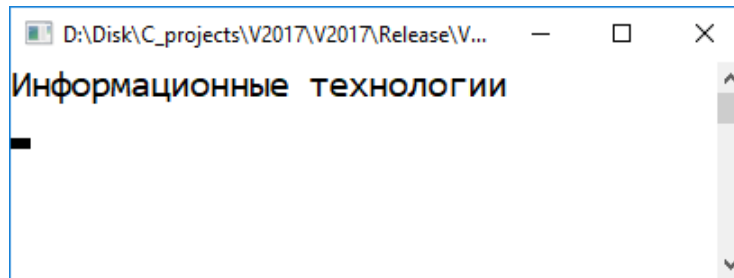 D:\Disk\C_projects\V2017\V2017\Release\V...
Информационные технологии